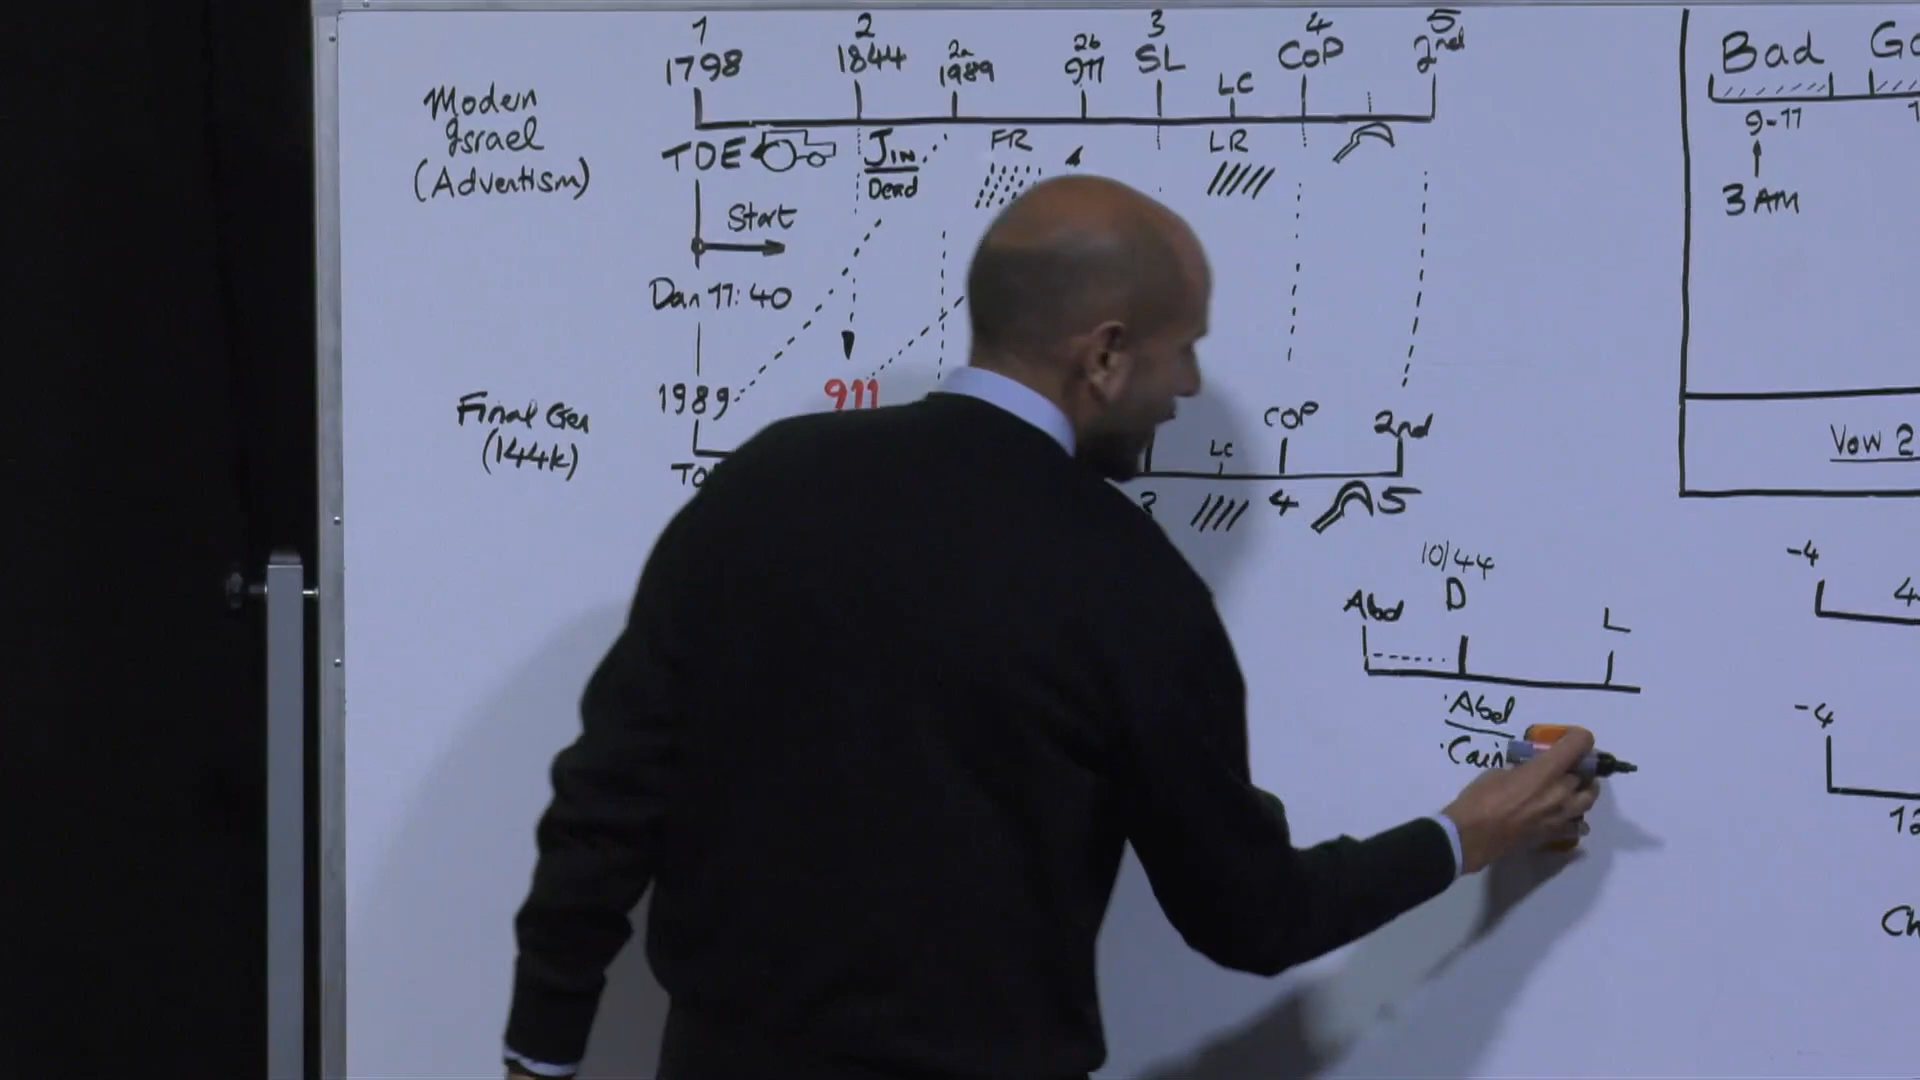 1 2 3 4 5
1798 1844 2a 1989 2b 911 SL LC CoP 2nd
Modern
Israel
(Adventism)
TOE JIN FR LR
Dead
Start
Dan 11:40
Final Gen
(144k)
1989 911 COP 2nd
LC
3 4 5
10/44
Abel D L
Abel
Cain
Bad
9-11
3 AM
Vow 2
-4
-4
12